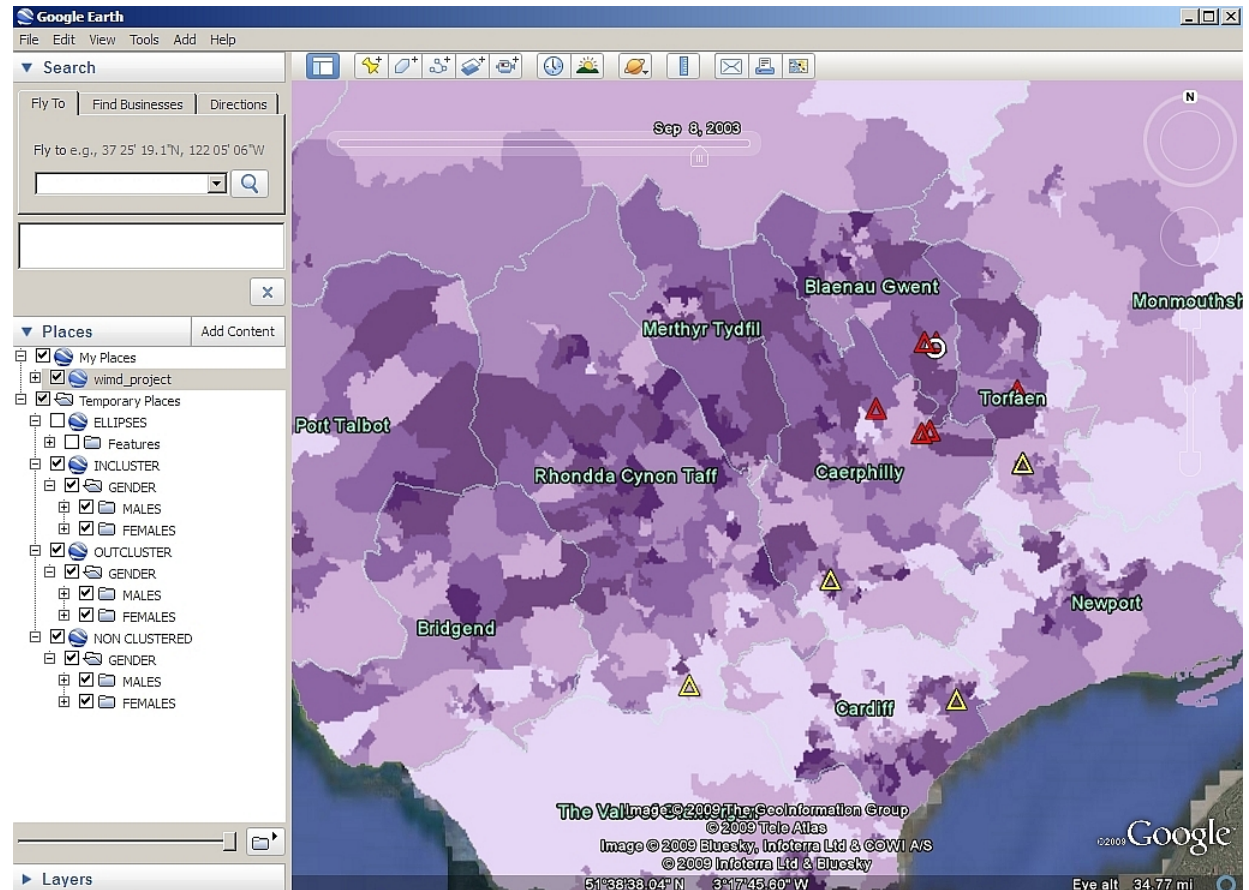 Google Earth
File Edit View Tools Add Help
Search
Fly To Find Businesses Directions
Fly to e.g., 37 25' 19.1"N, 122 05' 06"W
Places Add Content
My Places
wimd_project
Temporary Places
ELLIPSES
Features
INCLUSTER
GENDER
MALES
FEMALES
OUTCLUSTER
GENDER
MALES
FEMALES
NON CLUSTERED
GENDER
MALES
FEMALES
Layers
Sep 8, 2003
N
Blaenau Gwent
Monmouthsh
Merthyr Tydfil
Torfaen
Port Talbot
Rhondda Cynon Taff
Caerphilly
Newport
Bridgend
Cardiff
The Val
Image © 2009 The GeoInformation Group
© 2009 Tele Atlas
Image © 2009 Bluesky, Infoterra Ltd & COWI A/S
© 2009 Infoterra Ltd & Bluesky
©2009 Google
51°38'38.04" N 3°17'45.60" W
Eye alt 34.77 mi